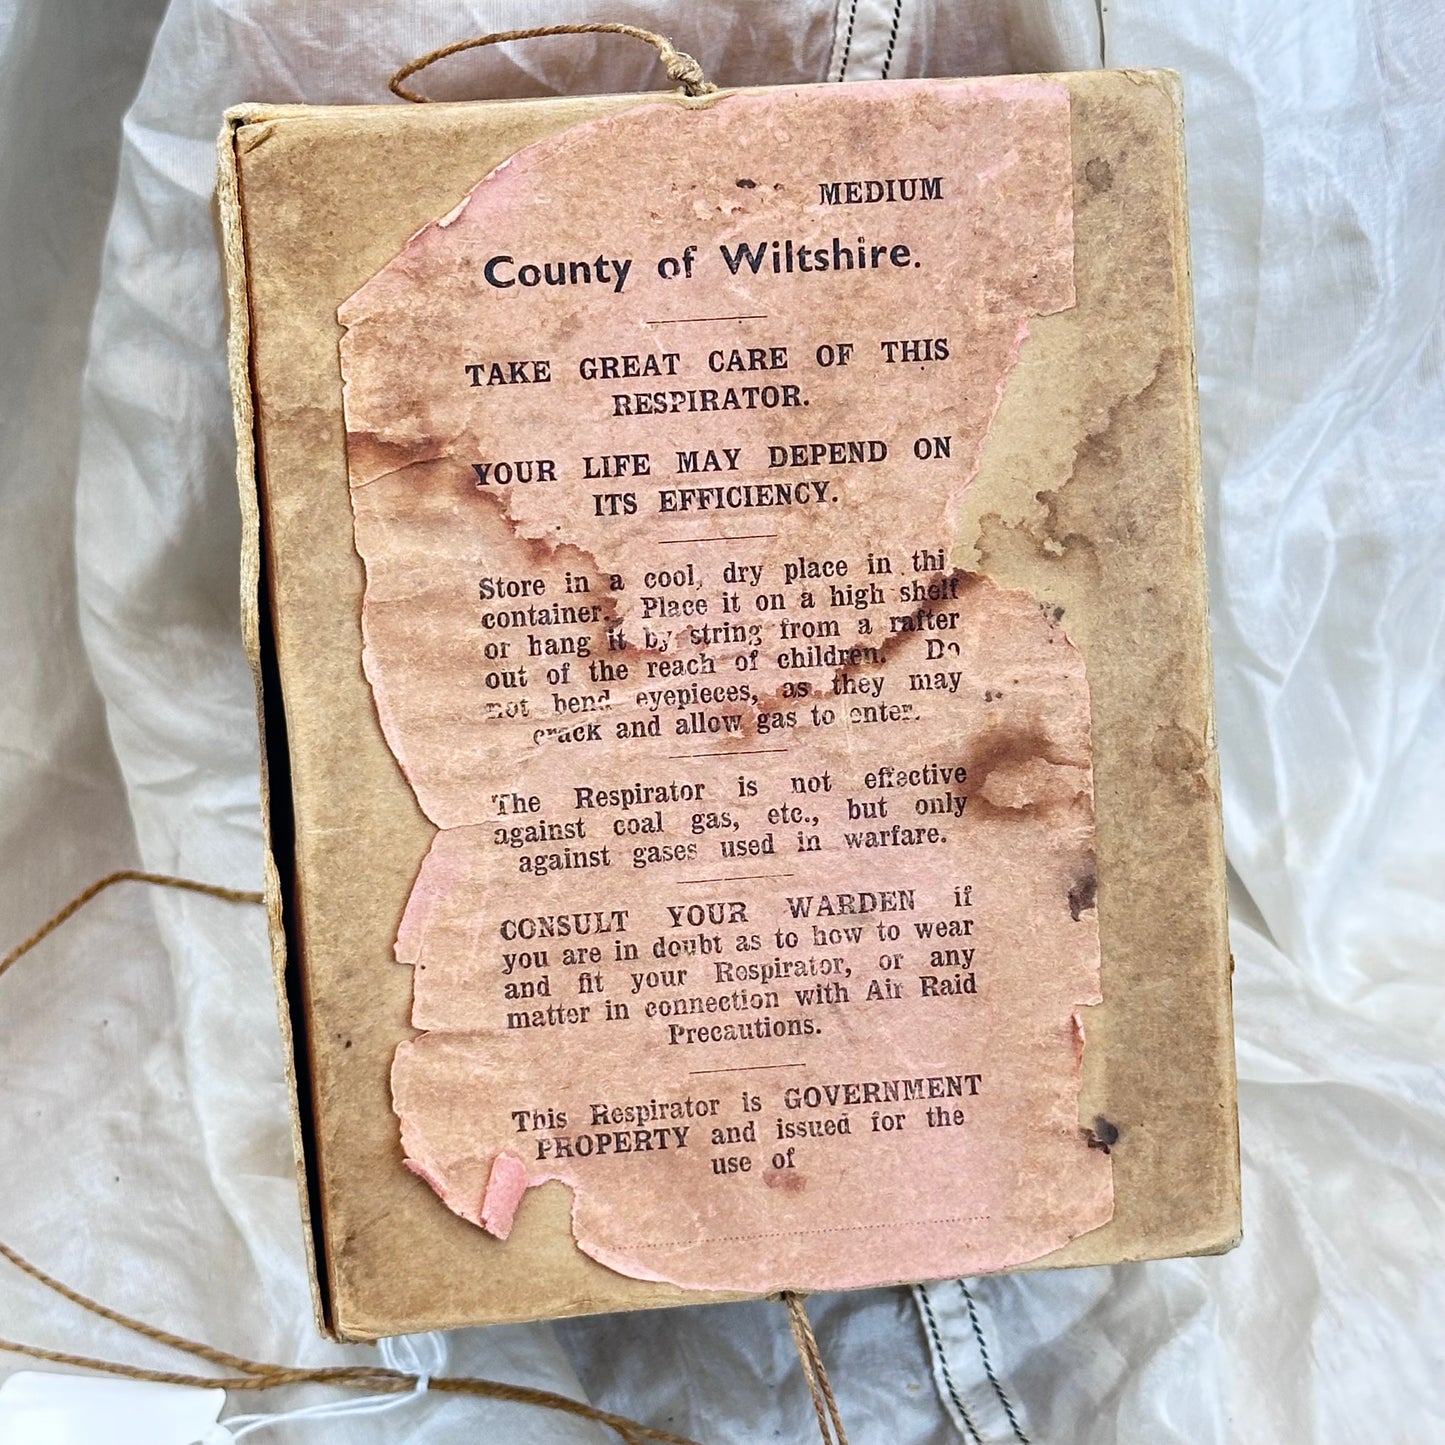 MEDIUM
County of Wiltshire.
TAKE GREAT CARE OF THIS
RESPIRATOR.
YOUR LIFE MAY DEPEND ON
ITS EFFICIENCY.
Store in a cool, dry place in thi
container. Place it on a high shelf
or hang it by string from a rafter
out of the reach of children. Do
not bend eyepieces, as they may
crack and allow gas to enter.
The Respirator is not effective
against coal gas, etc., but only
against gases used in warfare.
CONSULT YOUR WARDEN if
you are in doubt as to how to wear
and fit your Respirator, or any
matter in connection with Air Raid
Precautions.
This Respirator is GOVERNMENT
PROPERTY and issued for the
use of